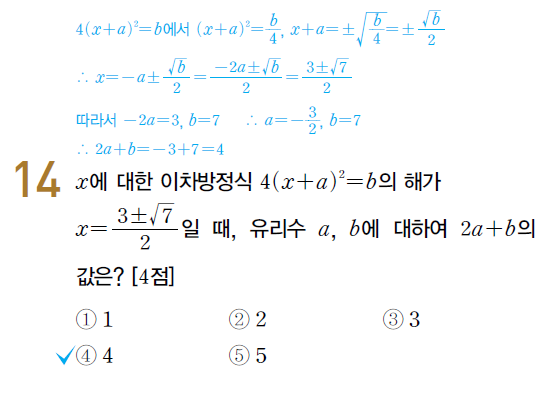 4(x+a)²=b에서 (x+a)²=b/4, x+a=±√(b/4)=±√b/2
∴ x=-a±√b/2=(-2a±√b)/2=(3±√7)/2
따라서 -2a=3, b=7 ∴ a=-3/2, b=7
∴ 2a+b=-3+7=4
14 x에 대한 이차방정식 4(x+a)²=b의 해가
x=(3±√7)/2일 때, 유리수 a, b에 대하여 2a+b의
값은? [4점]
① 1 ② 2 ③ 3
④ 4 ⑤ 5